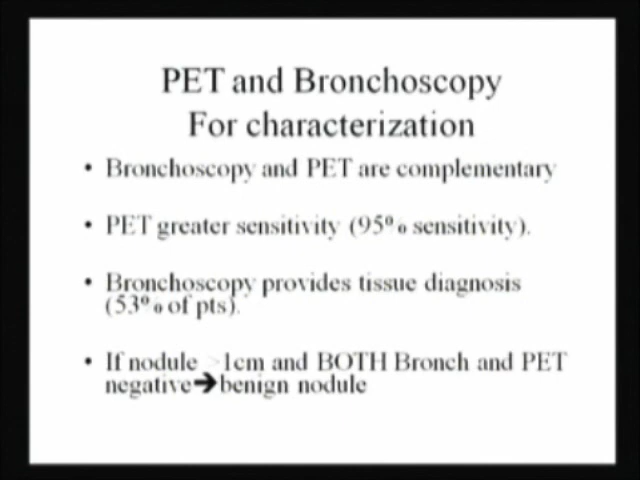 PET and Bronchoscopy
For characterization
• Bronchoscopy and PET are complementary
• PET greater sensitivity (95% sensitivity).
• Bronchoscopy provides tissue diagnosis
(53% of pts).
• If nodule >1cm and BOTH Bronch and PET
negative➔benign nodule